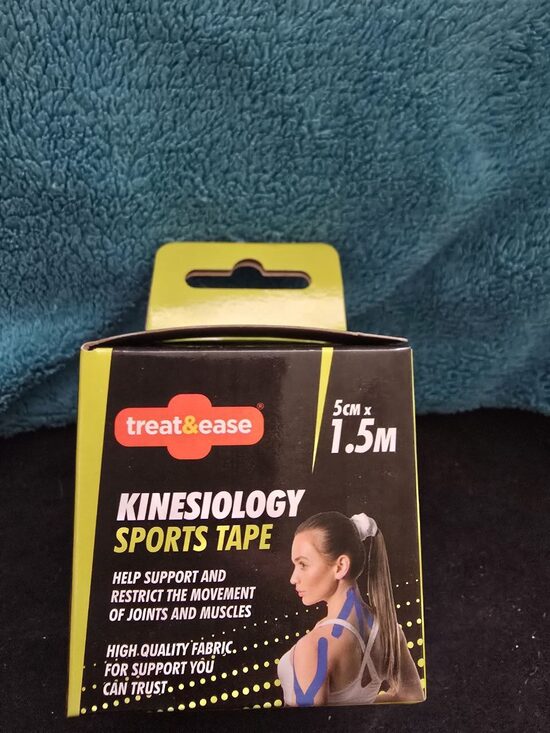 treat&ease®
5CM X
1.5M
KINESIOLOGY
SPORTS TAPE
HELP SUPPORT AND
RESTRICT THE MOVEMENT
OF JOINTS AND MUSCLES
HIGH QUALITY FABRIC
FOR SUPPORT YOU
CAN TRUST